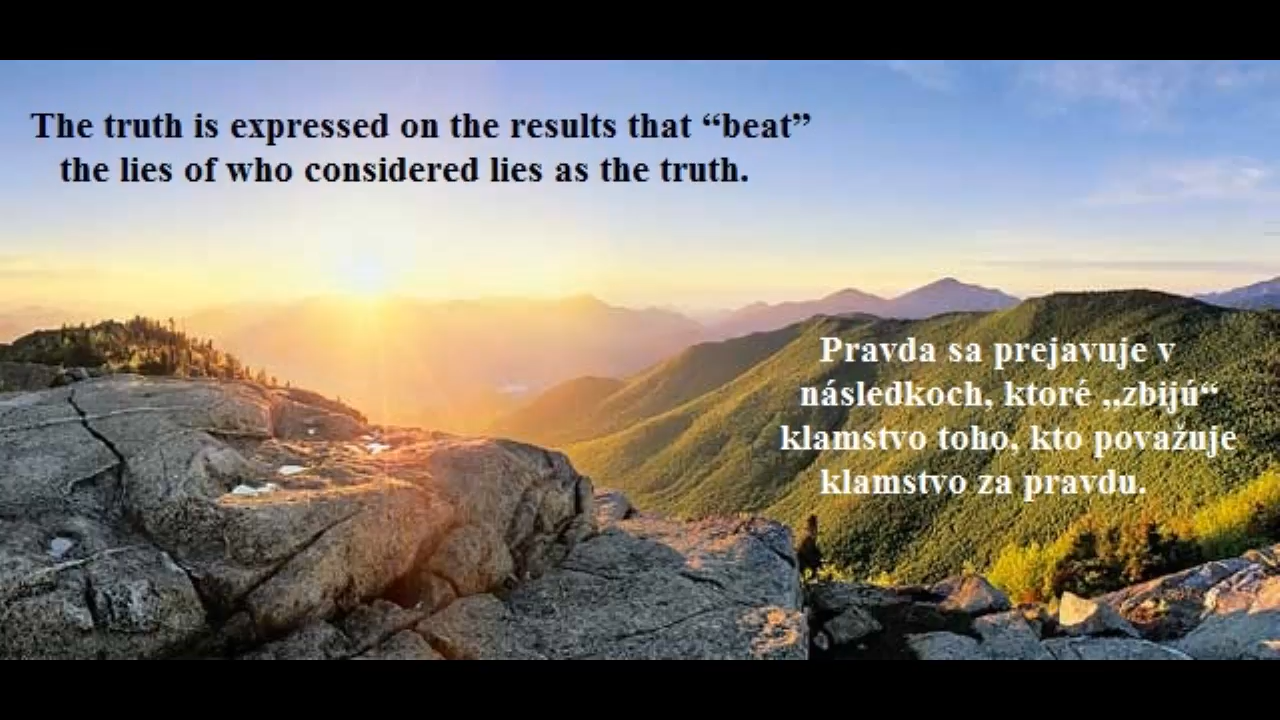 The truth is expressed on the results that “beat”
the lies of who considered lies as the truth.
Pravda sa prejavuje v
následkoch, ktoré „zbijú“
klamstvo toho, kto považuje
klamstvo za pravdu.